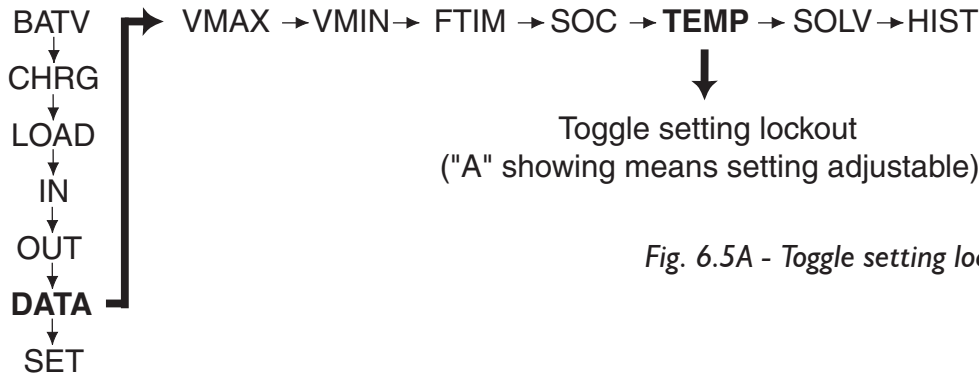 BATV
CHRG
LOAD
IN
OUT
DATA
SET
VMAX VMIN FTIM SOC TEMP SOLV HIST
Toggle setting lockout
("A" showing means setting adjustable)
Fig. 6.5A - Toggle setting